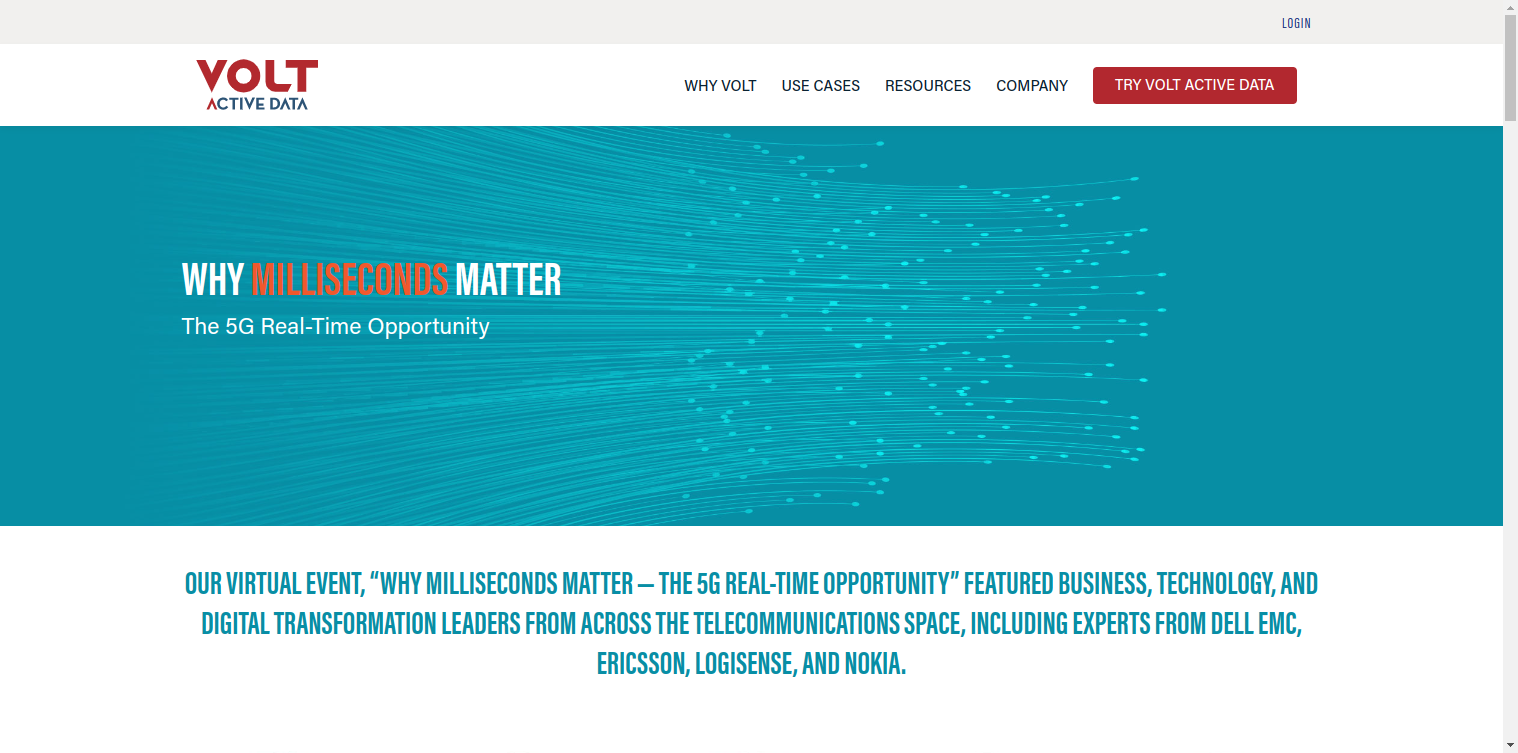 LOGIN
VOLT
ACTIVE DATA
WHY VOLT USE CASES RESOURCES COMPANY TRY VOLT ACTIVE DATA
WHY MILLISECONDS MATTER
The 5G Real-Time Opportunity
OUR VIRTUAL EVENT, “WHY MILLISECONDS MATTER — THE 5G REAL-TIME OPPORTUNITY” FEATURED BUSINESS, TECHNOLOGY, AND
DIGITAL TRANSFORMATION LEADERS FROM ACROSS THE TELECOMMUNICATIONS SPACE, INCLUDING EXPERTS FROM DELL EMC,
ERICSSON, LOGISENSE, AND NOKIA.